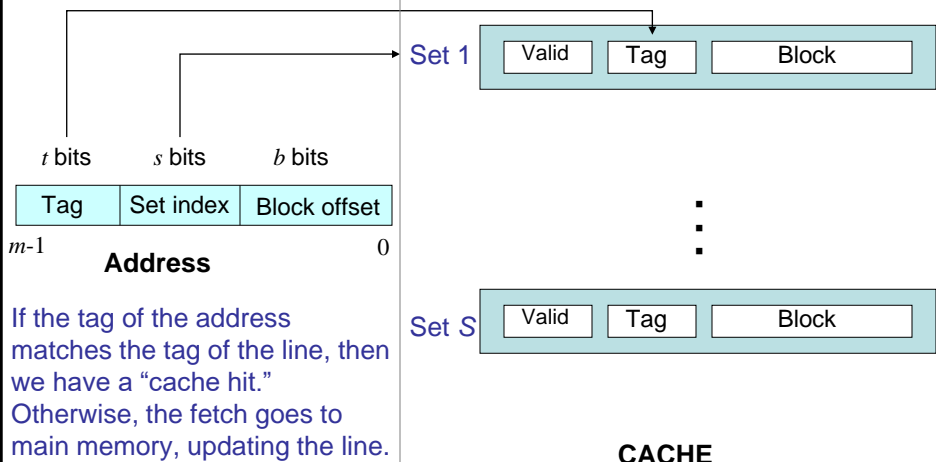 t bits s bits b bits
Tag Set index Block offset
m-1 0
Address
If the tag of the address
matches the tag of the line, then
we have a “cache hit.”
Otherwise, the fetch goes to
main memory, updating the line.
Set 1 Valid Tag Block
Set S Valid Tag Block
CACHE